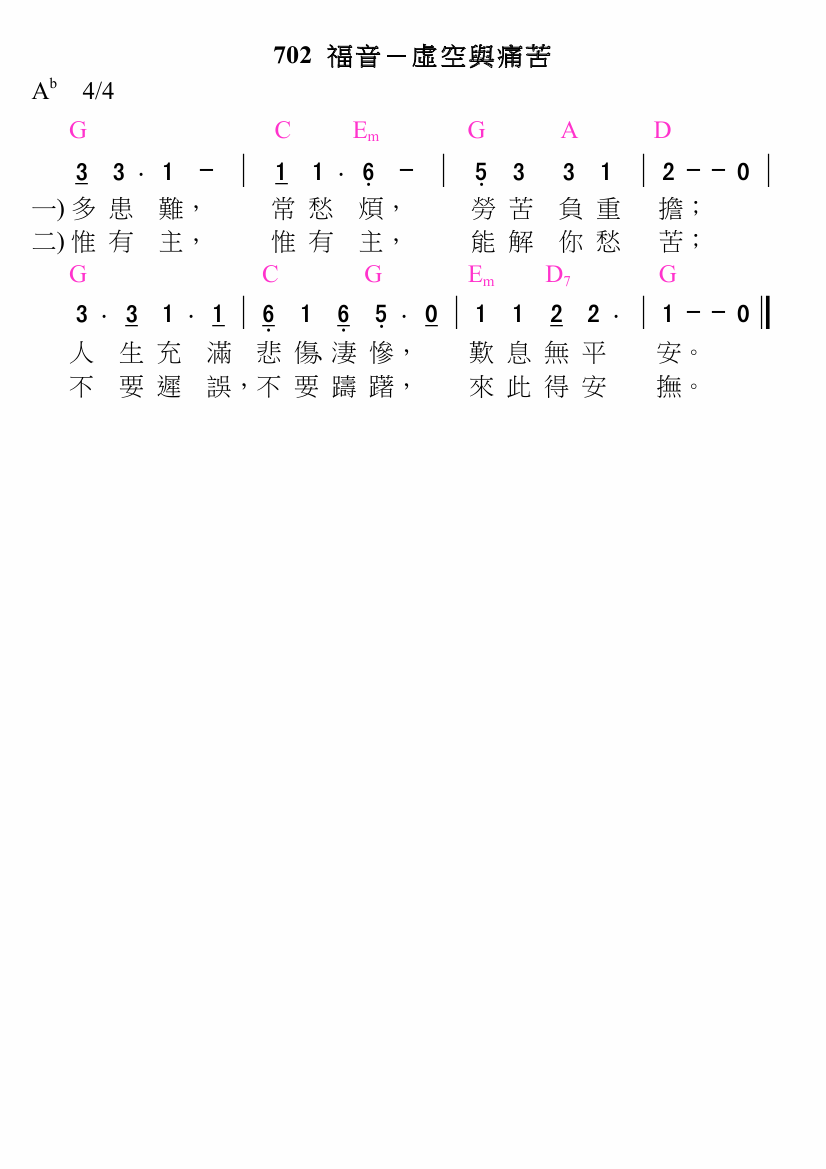 702 福音－虛空與痛苦
A♭ 4/4
G C Em G A D
3 3 · 1 － | 1 1 · 6 － | 5 3 3 1 | 2 － － 0 |
一) 多 患 難， 常 愁 煩， 勞 苦 負 重 擔；
二) 惟 有 主， 惟 有 主， 能 解 你 愁 苦；
G C G Em D7 G
3 · 3 1 · 1 | 6 1 6 5 · 0 | 1 1 2 2 · | 1 － － 0 ‖
人 生 充 滿 悲 傷、淒 慘， 歎 息 無 平 安。
不 要 遲 誤，不 要 躊 躇， 來 此 得 安 撫。